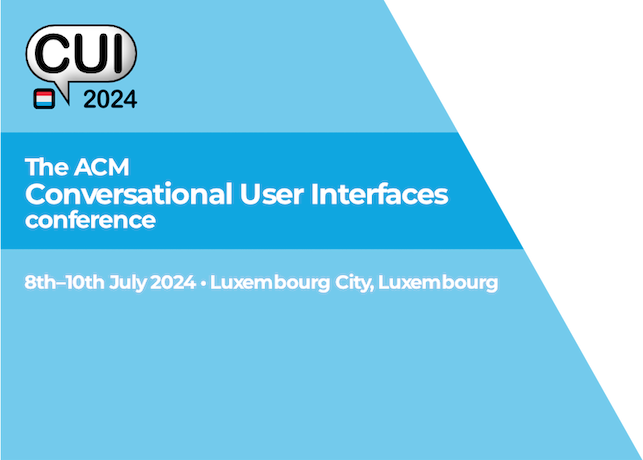 CUI
2024
The ACM
Conversational User Interfaces
conference
8th–10th July 2024 • Luxembourg City, Luxembourg